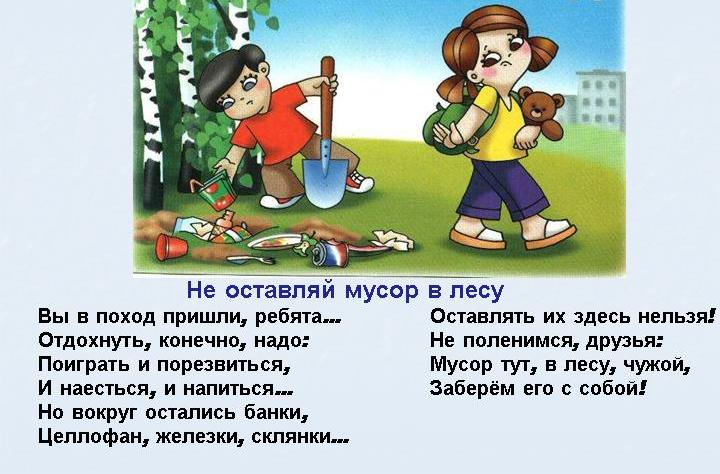 Не оставляй мусор в лесу
Вы в поход пришли, ребята...
Отдохнуть, конечно, надо:
Поиграть и порезвиться,
И наесться, и напиться...
Но вокруг остались банки,
Целлофан, железки, склянки...
Оставлять их здесь нельзя!
Не поленимся, друзья:
Мусор тут, в лесу, чужой,
Заберём его с собой!